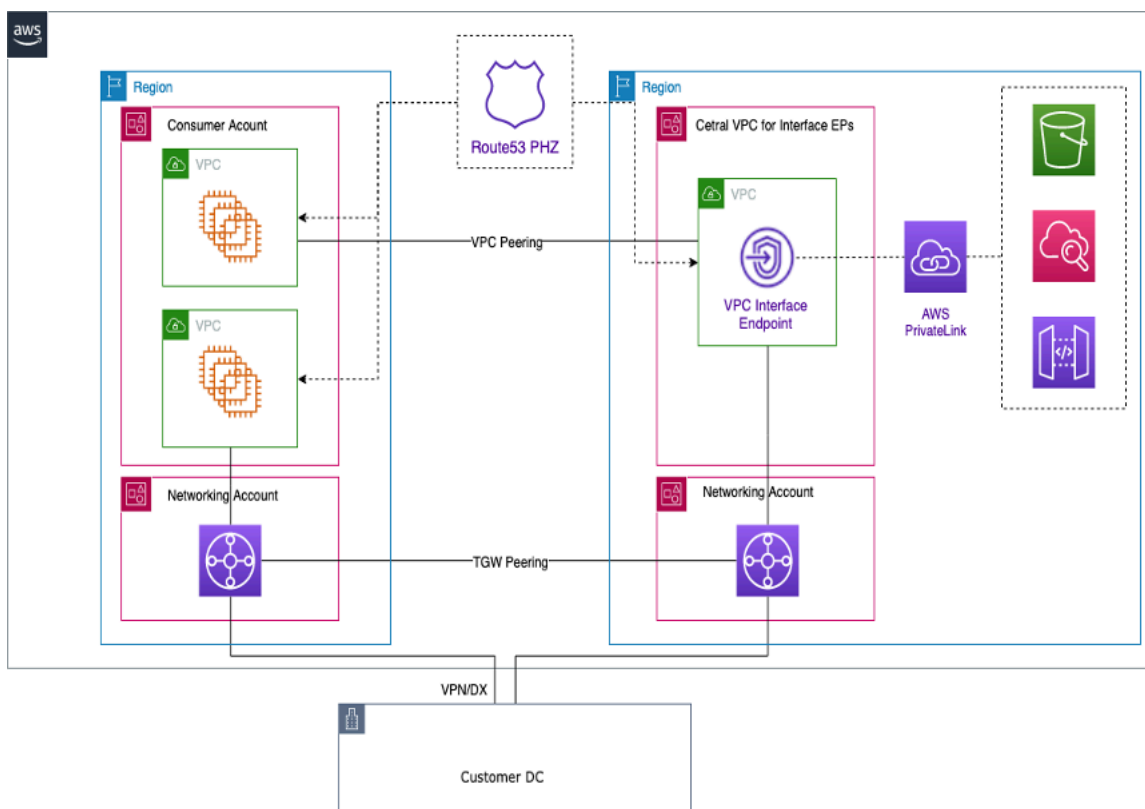 aws
Region
Consumer Acount
VPC
VPC
Networking Account
Route53 PHZ
VPC Peering
TGW Peering
Region
Cetral VPC for Interface EPs
VPC
VPC Interface
Endpoint
AWS
PrivateLink
</>
Networking Account
VPN/DX
Customer DC